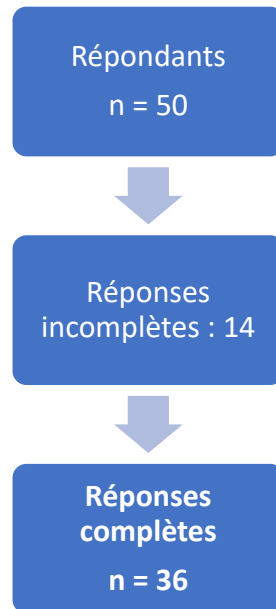 Répondants
n = 50
Réponses
incomplètes : 14
Réponses
complètes
n = 36